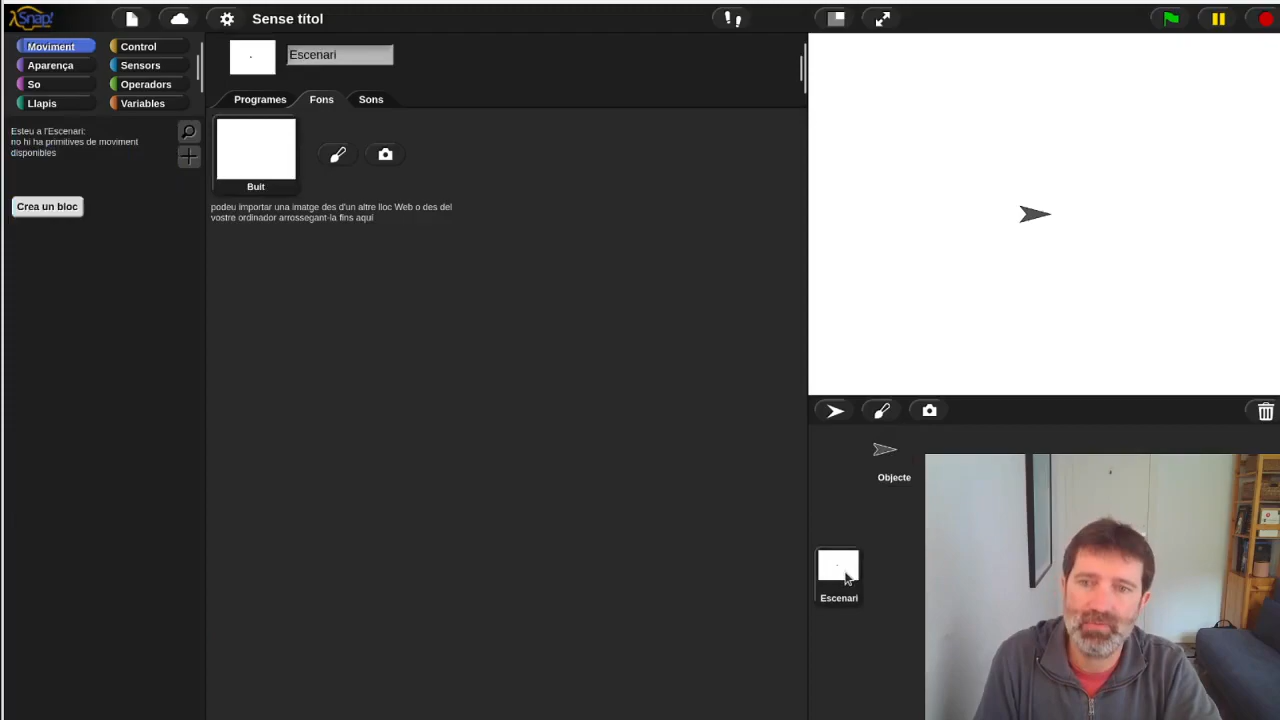 Snap!
Sense títol
Moviment
Control
Aparença
Sensors
So
Operadors
Llapis
Variables
Esteu a l'Escenari:
no hi ha primitives de moviment
disponibles
Crea un bloc
Escenari
Programes
Fons
Sons
Buit
podeu importar una imatge des d'un altre lloc Web o des del
vostre ordinador arrossegant-la fins aquí
Objecte
Escenari